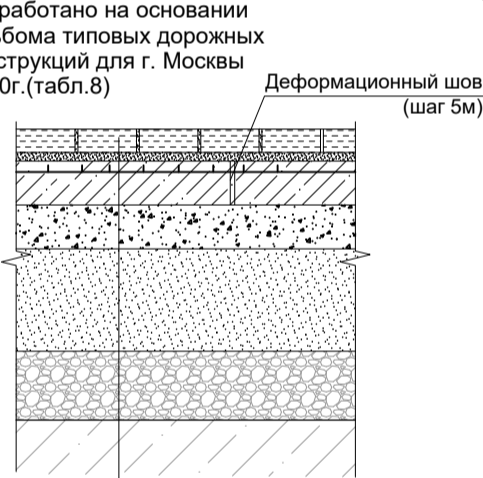 работано на основании
бома типовых дорожных
струкций для г. Москвы
0г.(табл.8)
Деформационный шов
(шаг 5м)